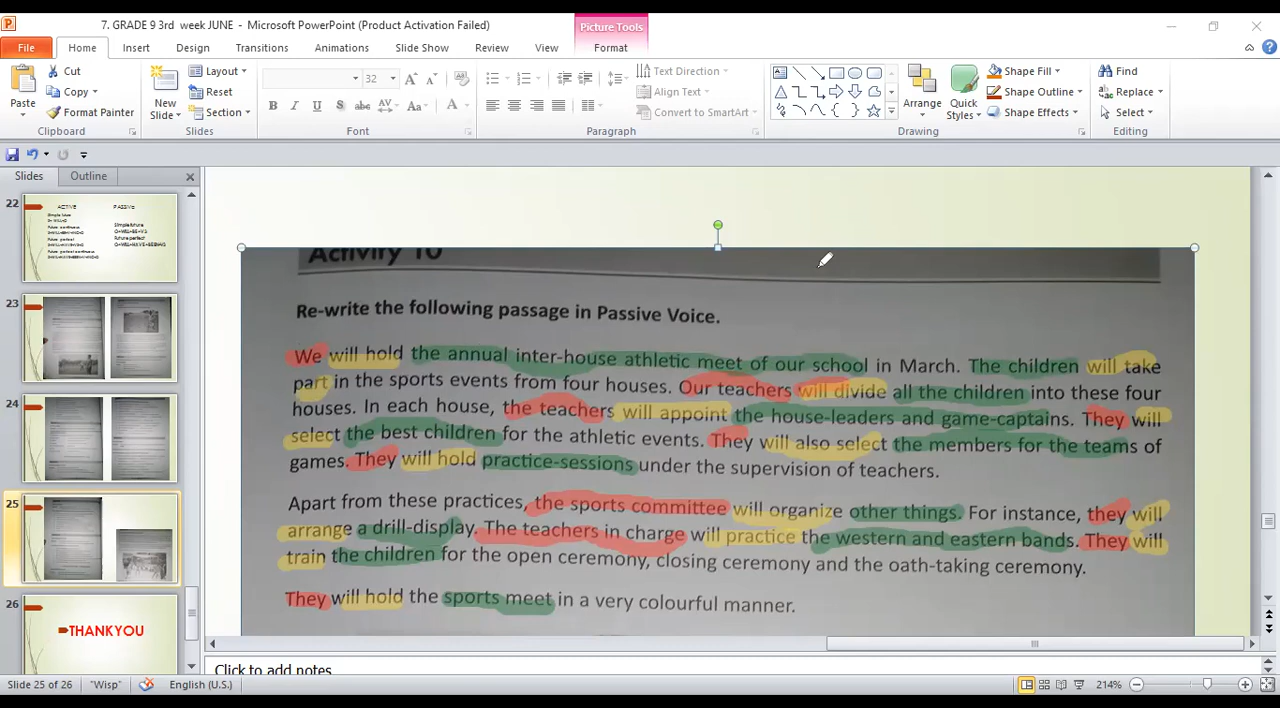 7. GRADE 9 3rd  week JUNE  -  Microsoft PowerPoint (Product Activation Failed)
Picture Tools
File Home Insert Design Transitions Animations Slide Show Review View Format
Paste
Cut
Copy
Format Painter
Clipboard
New Slide
Layout
Reset
Section
Slides
32
B I U S abc AV Aa A
Font
Text Direction
Align Text
Convert to SmartArt
Paragraph
Arrange
Quick Styles
Shape Fill
Shape Outline
Shape Effects
Drawing
Find
Replace
Select
Editing
Slides Outline
22
ACTIVE PASSIVE
23
24
25
26
THANKYOU
Activity 10
Re-write the following passage in Passive Voice.
We will hold the annual inter-house athletic meet of our school in March. The children will take
part in the sports events from four houses. Our teachers will divide all the children into these four
houses. In each house, the teachers will appoint the house-leaders and game-captains. They will
select the best children for the athletic events. They will also select the members for the teams of
games. They will hold practice-sessions under the supervision of teachers.
Apart from these practices, the sports committee will organize other things. For instance, they will
arrange a drill-display. The teachers in charge will practice the western and eastern bands. They will
train the children for the open ceremony, closing ceremony and the oath-taking ceremony.
They will hold the sports meet in a very colourful manner.
Click to add notes
Slide 25 of 26 "Wisp" English (U.S.) 214%